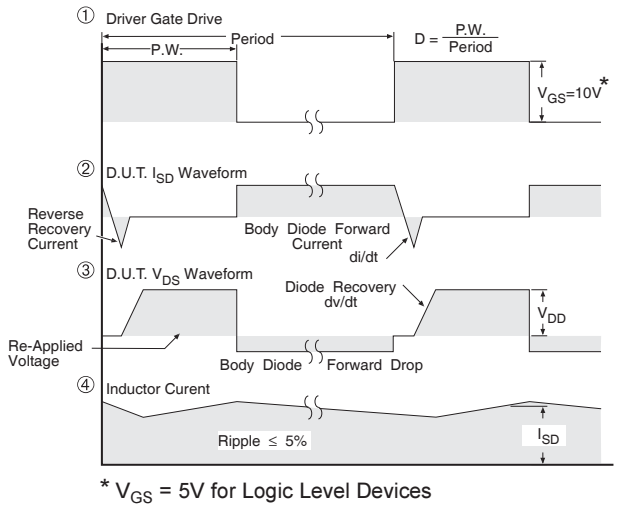 ① Driver Gate Drive
P.W.
Period
D = P.W.
Period
V_GS=10V*
② D.U.T. I_SD Waveform
Reverse
Recovery
Current
Body Diode Forward
Current
di/dt
③ D.U.T. V_DS Waveform
Diode Recovery
dv/dt
V_DD
Re-Applied
Voltage
Body Diode Forward Drop
④ Inductor Curent
Ripple ≤ 5%
I_SD
* V_GS = 5V for Logic Level Devices